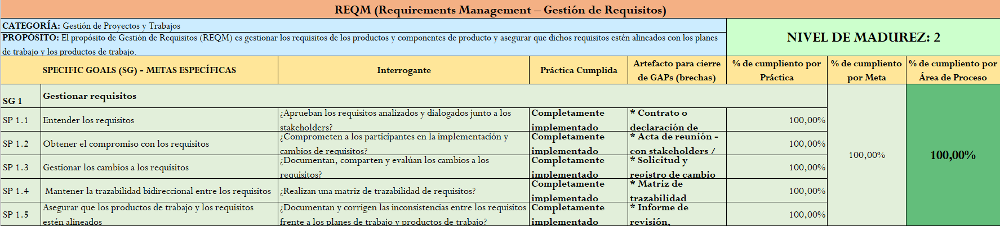 REQM (Requirements Management – Gestión de Requisitos)
CATEGORÍA: Gestión de Proyectos y Trabajos
PROPÓSITO: El propósito de Gestión de Requisitos (REQM) es gestionar los requisitos de los productos y componentes de producto y asegurar que dichos requisitos estén alineados con los planes
de trabajo y los productos de trabajo.
NIVEL DE MADUREZ: 2
SPECIFIC GOALS (SG) - METAS ESPECÍFICAS
Interrogante
Práctica Cumplida
Artefacto para cierre
de GAPs (brechas)
% de cumpliento por
Práctica
% de cumpliento
por Meta
% de cumpliento por
Área de Proceso
SG 1
Gestionar requisitos
SP 1.1
Entender los requisitos
¿Aprueban los requisitos analizados y dialogados junto a los
stakeholders?
Completamente
implementado
* Contrato o
declaración de
100,00%
SP 1.2
Obtener el compromiso con los requisitos
¿Comprometen a los participantes en la implementación y
cambios de requisitos?
Completamente
implementado
* Acta de reunión -
con stakeholders /
100,00%
SP 1.3
Gestionar los cambios a los requisitos
¿Documentan, comparten y evalúan los cambios a los
requisitos?
Completamente
implementado
* Solicitud y
registro de cambio
100,00%
SP 1.4
Mantener la trazabilidad bidireccional entre los requisitos
¿Realizan una matriz de trazabilidad de requisitos?
Completamente
implementado
* Matriz de
trazabilidad
100,00%
SP 1.5
Asegurar que los productos de trabajo y los requisitos
estén alineados
¿Documentan y corrigen las inconsistencias entre los requisitos
frente a los planes de trabajo y productos de trabajo?
Completamente
implementado
* Informe de
revisión,
100,00%
100,00%
100,00%